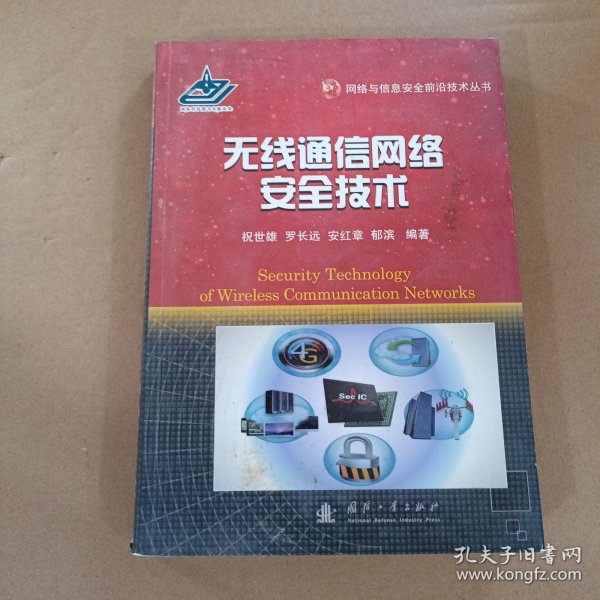 网络与信息安全前沿技术丛书
无线通信网络
安全技术
祝世雄 罗长远 安红章 郁滨 编著
Security Technology
of Wireless Communication Networks
4G
Sec IC
国防工业出版社
National Defense Industry Press
孔夫子旧书网
www.kongfz.com